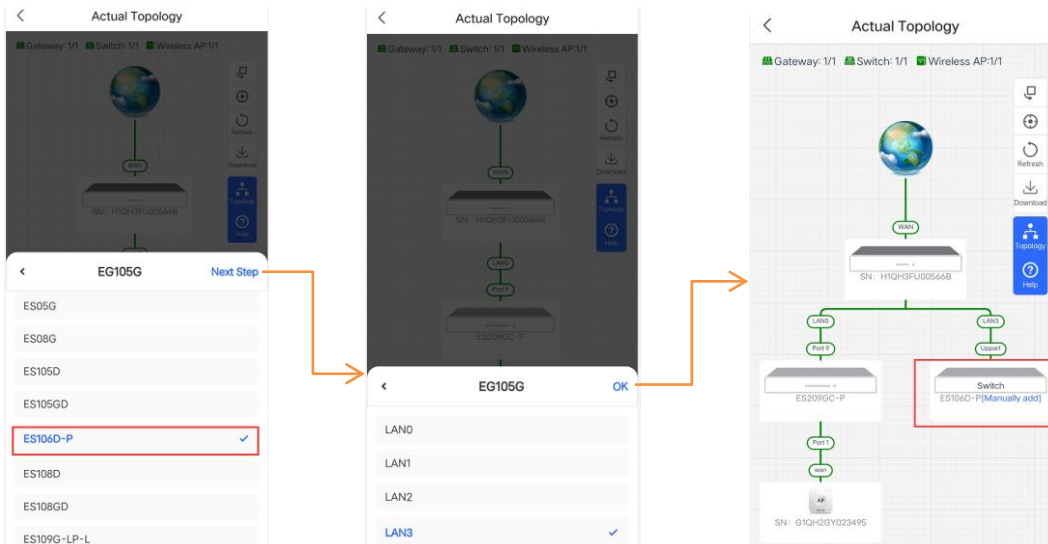 Actual Topology
Gateway: 1/1 Switch: 1/1 Wireless AP:1/1
Refresh
WAN
Download
Topology
SN: H1QH3FU00566B
Help
EG105G
Next Step
ES05G
ES08G
ES105D
ES105GD
ES106D-P
ES108D
ES108GD
ES109G-LP-L
Actual Topology
Gateway: 1/1 Switch: 1/1 Wireless AP:1/1
Refresh
WAN
Download
Topology
SN: H1QH3FU00566B
Help
LAN0
Port 9
ES209GC-P
EG105G
OK
LAN0
LAN1
LAN2
LAN3
Actual Topology
Gateway: 1/1 Switch: 1/1 Wireless AP:1/1
Refresh
Download
WAN
Topology
SN: H1QH3FU00566B
Help
LAN0
LAN3
Port 9
Upport
ES209GC-P
Switch
ES106D-P[Manually add]
Port 1
wan
AP
SN: G1QH2GY023495